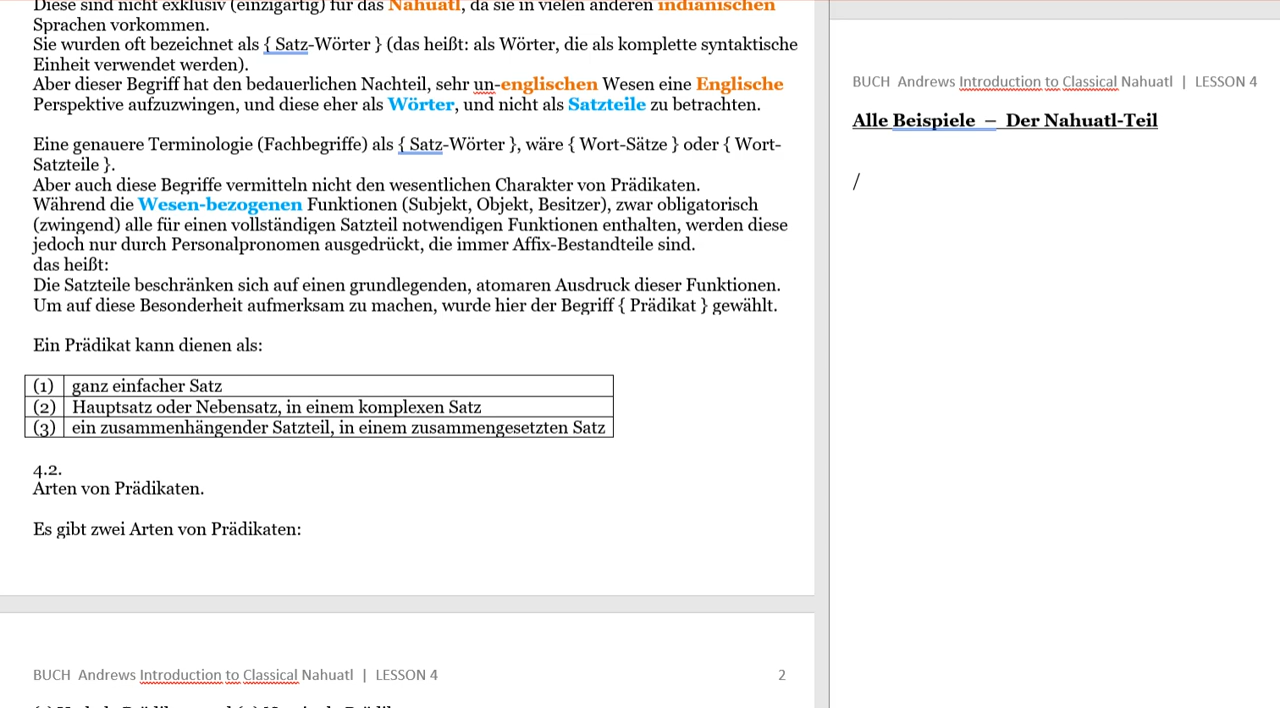 Diese sind nicht exklusiv (einzigartig) für das Nahuatl, da sie in vielen anderen indianischen
Sprachen vorkommen.
Sie wurden oft bezeichnet als { Satz-Wörter } (das heißt: als Wörter, die als komplette syntaktische
Einheit verwendet werden).
Aber dieser Begriff hat den bedauerlichen Nachteil, sehr un-englischen Wesen eine Englische
Perspektive aufzuzwingen, und diese eher als Wörter, und nicht als Satzteile zu betrachten.
Eine genauere Terminologie (Fachbegriffe) als { Satz-Wörter }, wäre { Wort-Sätze } oder { Wort-
Satzteile }.
Aber auch diese Begriffe vermitteln nicht den wesentlichen Charakter von Prädikaten.
Während die Wesen-bezogenen Funktionen (Subjekt, Objekt, Besitzer), zwar obligatorisch
(zwingend) alle für einen vollständigen Satzteil notwendigen Funktionen enthalten, werden diese
jedoch nur durch Personalpronomen ausgedrückt, die immer Affix-Bestandteile sind.
das heißt:
Die Satzteile beschränken sich auf einen grundlegenden, atomaren Ausdruck dieser Funktionen.
Um auf diese Besonderheit aufmerksam zu machen, wurde hier der Begriff { Prädikat } gewählt.
Ein Prädikat kann dienen als:
(1) ganz einfacher Satz
(2) Hauptsatz oder Nebensatz, in einem komplexen Satz
(3) ein zusammenhängender Satzteil, in einem zusammengesetzten Satz
4.2.
Arten von Prädikaten.
Es gibt zwei Arten von Prädikaten:
BUCH Andrews Introduction to Classical Nahuatl | LESSON 4 2
BUCH Andrews Introduction to Classical Nahuatl | LESSON 4
Alle Beispiele – Der Nahuatl-Teil
/